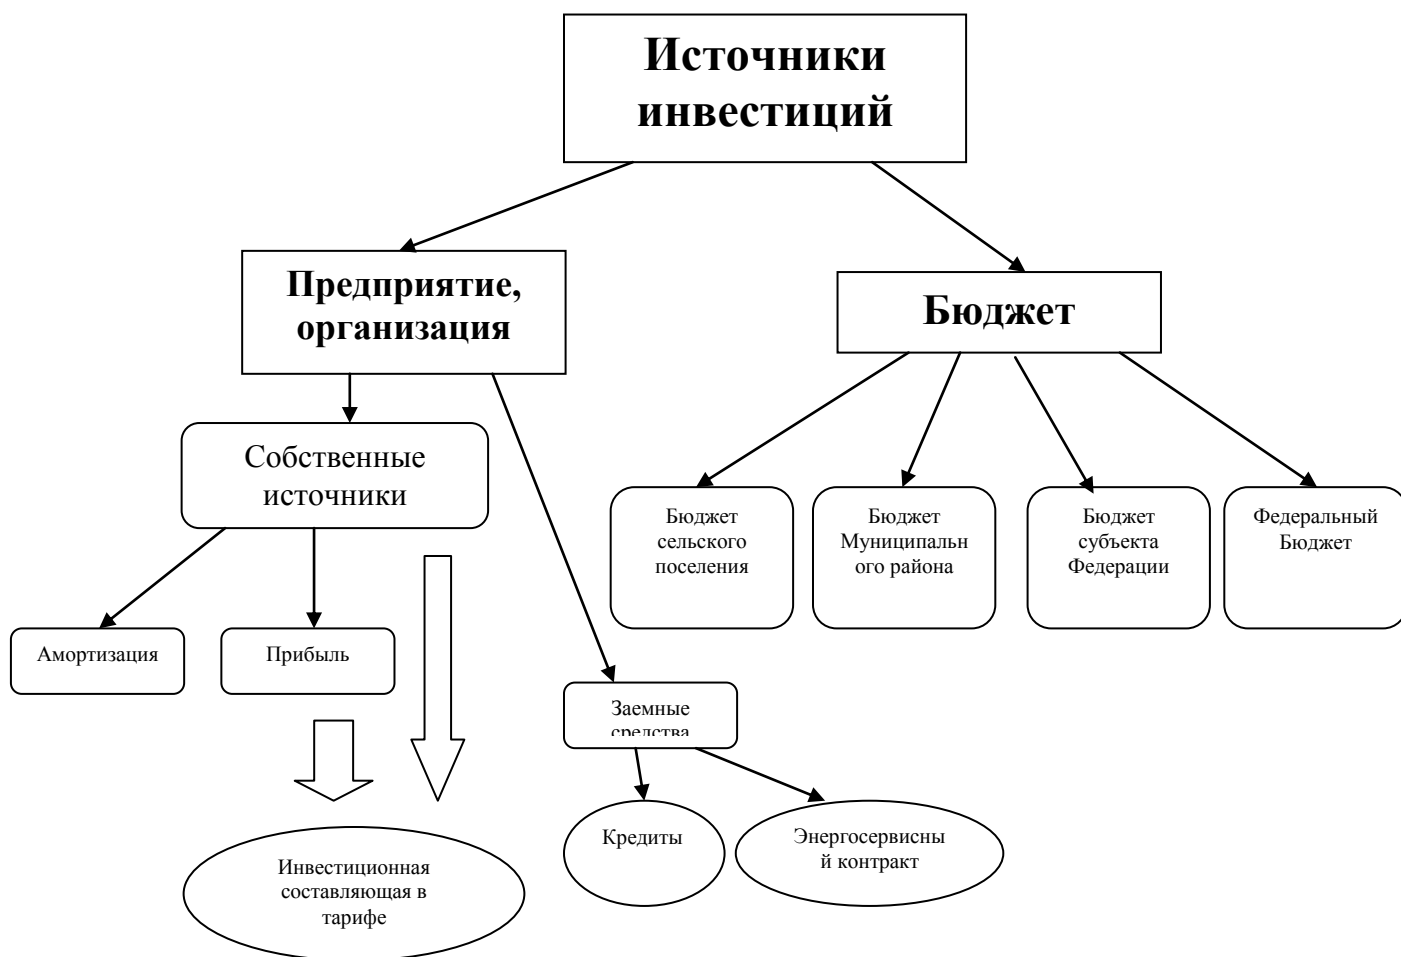 Источники
инвестиций
Предприятие,
организация
Бюджет
Собственные
источники
Бюджет
сельского
поселения
Бюджет
Муниципальн
ого района
Бюджет
субъекта
Федерации
Федеральный
Бюджет
Амортизация
Прибыль
Заемные
средства
Кредиты
Энергосервисны
й контракт
Инвестиционная
составляющая в
тарифе